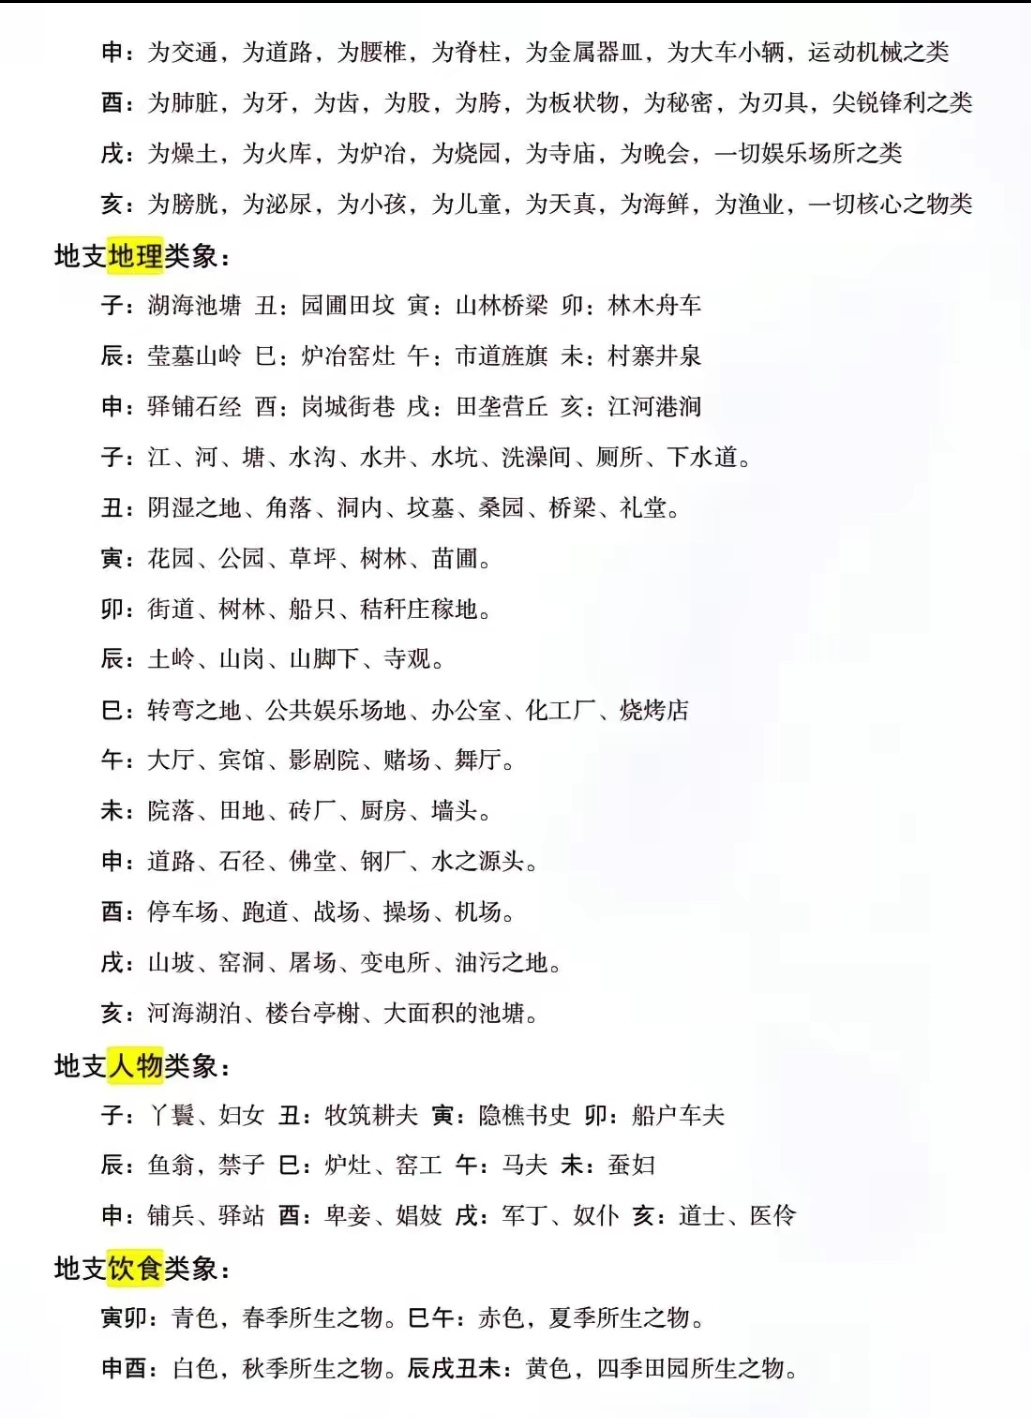 申：为交通，为道路，为腰椎，为脊柱，为金属器皿，为大车小辆，运动机械之类
酉：为肺脏，为牙，为齿，为股，为胯，为板状物，为秘密，为刃具，尖锐锋利之类
戌：为燥土，为火库，为炉冶，为烧园，为寺庙，为晚会，一切娱乐场所之类
亥：为膀胱，为泌尿，为小孩，为儿童，为天真，为海鲜，为渔业，一切核心之物类
地支地理类象：
子：湖海池塘 丑：园圃田坟 寅：山林桥梁 卯：林木舟车
辰：莹墓山岭 巳：炉冶窑灶 午：市道旌旗 未：村寨井泉
申：驿铺石经 酉：岗城街巷 戌：田垄营丘 亥：江河港涧
子：江、河、塘、水沟、水井、水坑、洗澡间、厕所、下水道。
丑：阴湿之地、角落、洞内、坟墓、桑园、桥梁、礼堂。
寅：花园、公园、草坪、树林、苗圃。
卯：街道、树林、船只、秸秆庄稼地。
辰：土岭、山岗、山脚下、寺观。
巳：转弯之地、公共娱乐场地、办公室、化工厂、烧烤店
午：大厅、宾馆、影剧院、赌场、舞厅。
未：院落、田地、砖厂、厨房、墙头。
申：道路、石径、佛堂、钢厂、水之源头。
酉：停车场、跑道、战场、操场、机场。
戌：山坡、窑洞、屠场、变电所、油污之地。
亥：河海湖泊、楼台亭榭、大面积的池塘。
地支人物类象：
子：丫鬟、妇女 丑：牧筑耕夫 寅：隐樵书史 卯：船户车夫
辰：鱼翁，禁子 巳：炉灶、窑工 午：马夫 未：蚕妇
申：铺兵、驿站 酉：卑妾、娼妓 戌：军丁、奴仆 亥：道士、医伶
地支饮食类象：
寅卯：青色，春季所生之物。巳午：赤色，夏季所生之物。
申酉：白色，秋季所生之物。辰戌丑未：黄色，四季田园所生之物。